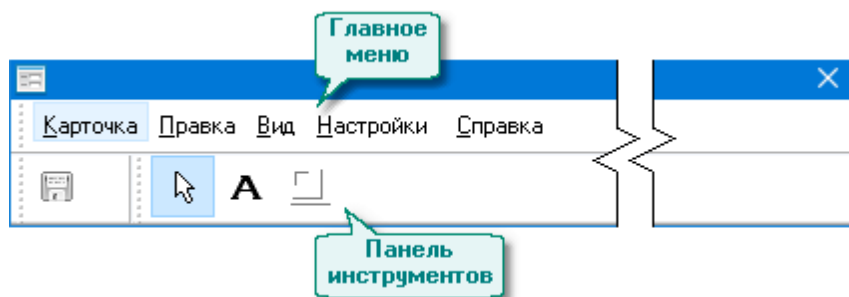 Главное
меню
Карточка Правка Вид Настройки Справка
A
Панель
инструментов